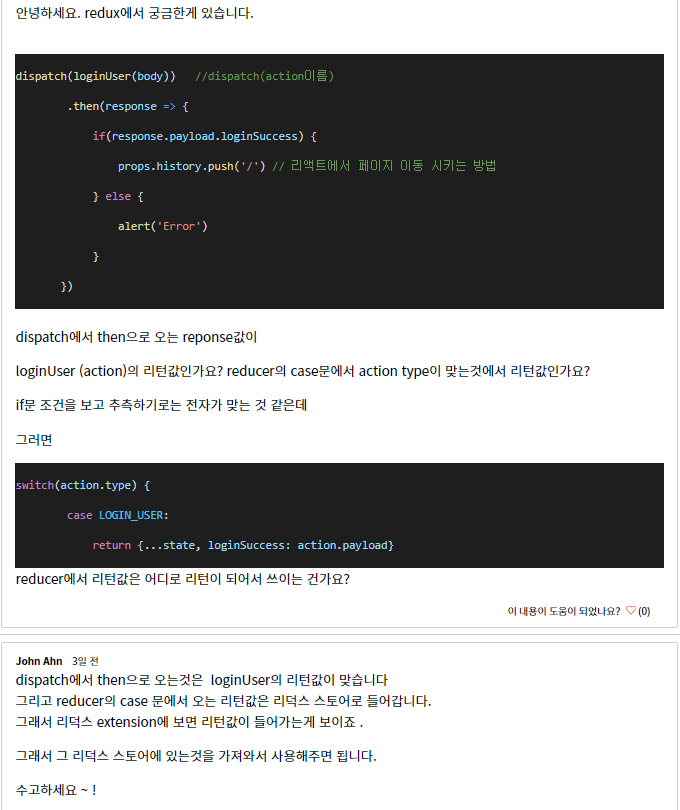 안녕하세요. redux에서 궁금한게 있습니다.
dispatch(loginUser(body))   //dispatch(action이름)
.then(response => {
if(response.payload.loginSuccess) {
props.history.push('/') // 리액트에서 페이지 이동 시키는 방법
} else {
alert('Error')
}
})
dispatch에서 then으로 오는 reponse값이
loginUser (action)의 리턴값인가요? reducer의 case문에서 action type이 맞는것에서 리턴값인가요?
if문 조건을 보고 추측하기로는 전자가 맞는 것 같은데
그러면
switch(action.type) {
case LOGIN_USER:
return {...state, loginSuccess: action.payload}
reducer에서 리턴값은 어디로 리턴이 되어서 쓰이는 건가요?
이 내용이 도움이 되었나요? ♡ (0)
John Ahn 3일 전
dispatch에서 then으로 오는것은  loginUser의 리턴값이 맞습니다
그리고 reducer의 case 문에서 오는 리턴값은 리덕스 스토어로 들어갑니다.
그래서 리덕스 extension에 보면 리턴값이 들어가는게 보이죠 .
그래서 그 리덕스 스토어에 있는것을 가져와서 사용해주면 됩니다.
수고하세요 ~ !